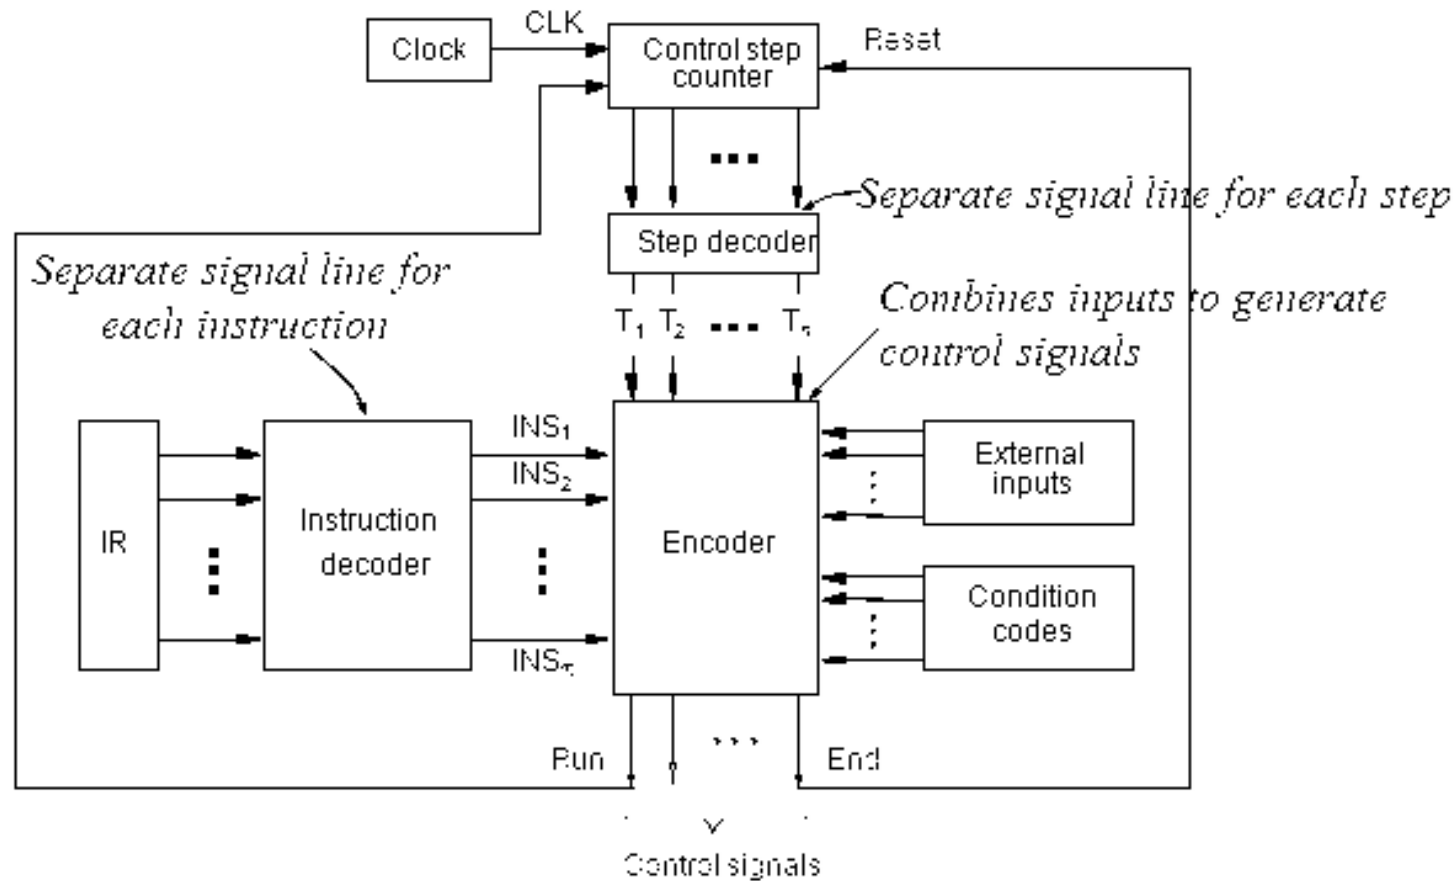 CLK
Clock
Control step
counter
Reset
Separate signal line for each step
Step decoder
Separate signal line for
each instruction
Combines inputs to generate
control signals
T1 T2
INS1
INS2
External
inputs
IR
Instruction
decoder
Encoder
Condition
codes
Run
End
Control signals